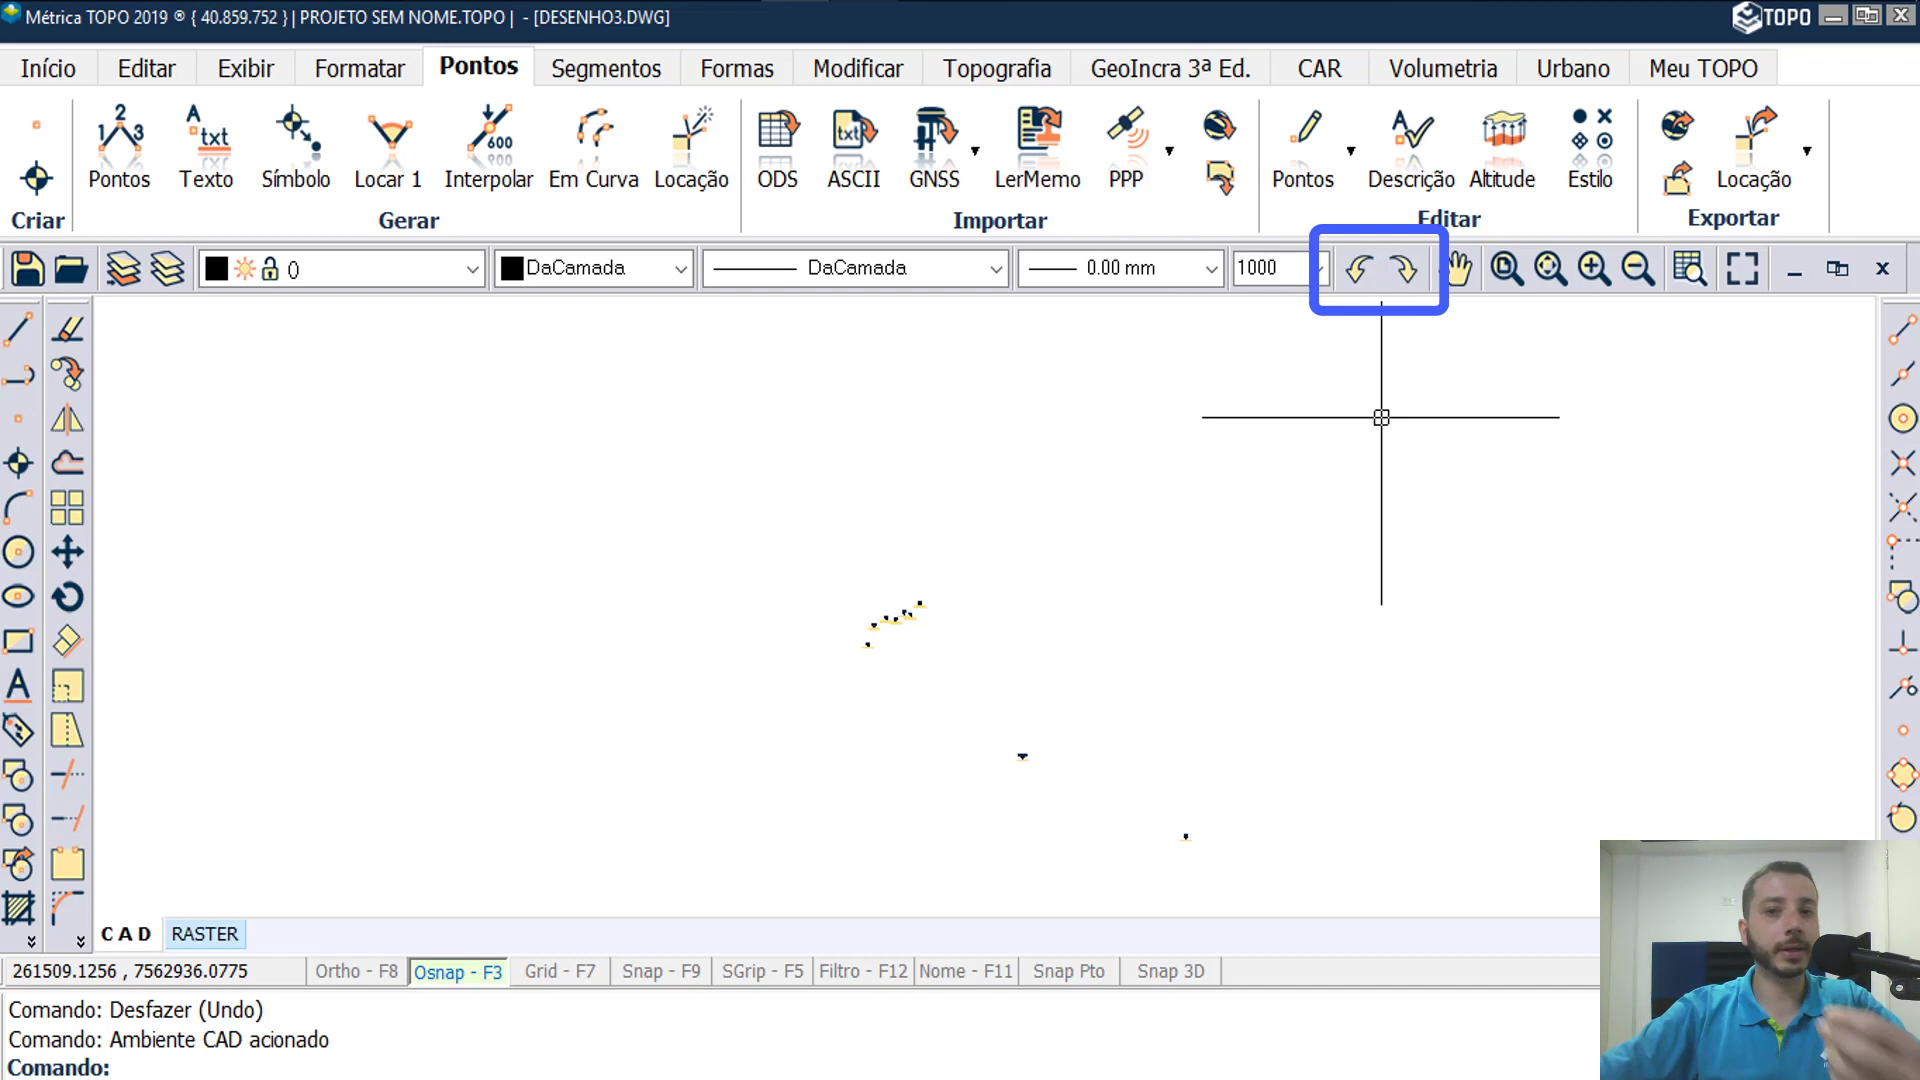 Métrica TOPO 2019 ® { 40.859.752 } | PROJETO SEM NOME.TOPO | - [DESENHO3.DWG]
TOPO
Início Editar Exibir Formatar Pontos Segmentos Formas Modificar Topografia GeoIncra 3ª Ed. CAR Volumetria Urbano Meu TOPO
Pontos Texto Símbolo Locar 1 Interpolar Em Curva Locação ODS ASCII GNSS LerMemo PPP Pontos Descrição Altitude Estilo Locação
Criar Gerar Importar Editar Exportar
0 DaCamada DaCamada 0.00 mm 1000
CAD RASTER
261509.1256 , 7562936.0775 Ortho - F8 Osnap - F3 Grid - F7 Snap - F9 SGrip - F5 Filtro - F12 Nome - F11 Snap Pto Snap 3D
Comando: Desfazer (Undo)
Comando: Ambiente CAD acionado
Comando: